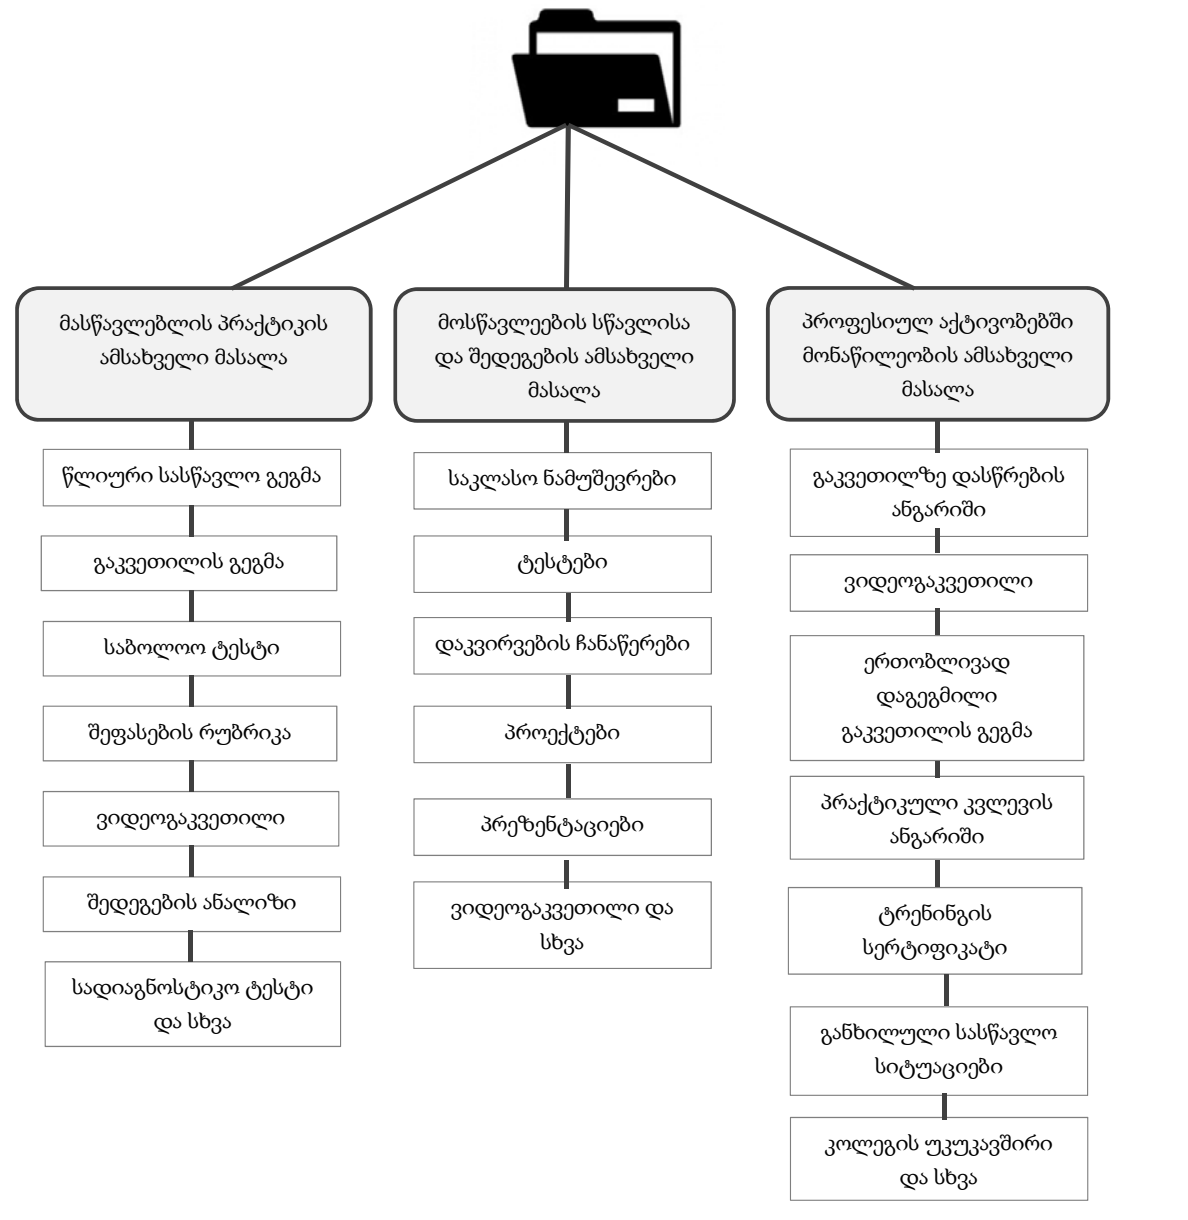 მასწავლებლის პრაქტიკის
ამსახველი მასალა
წლიური სასწავლო გეგმა
გაკვეთილის გეგმა
საბოლოო ტესტი
შეფასების რუბრიკა
ვიდეოგაკვეთილი
შედეგების ანალიზი
სადიაგნოსტიკო ტესტი
და სხვა
მოსწავლეების სწავლისა
და შედეგების ამსახველი
მასალა
საკლასო ნამუშევრები
ტესტები
დაკვირვების ჩანაწერები
პროექტები
პრეზენტაციები
ვიდეოგაკვეთილი და
სხვა
პროფესიულ აქტივობებში
მონაწილეობის ამსახველი
მასალა
გაკვეთილზე დასწრების
ანგარიში
ვიდეოგაკვეთილი
ერთობლივად
დაგეგმილი
გაკვეთილის გეგმა
პრაქტიკული კვლევის
ანგარიში
ტრენინგის
სერტიფიკატი
განხილული სასწავლო
სიტუაციები
კოლეგის უკუკავშირი
და სხვა